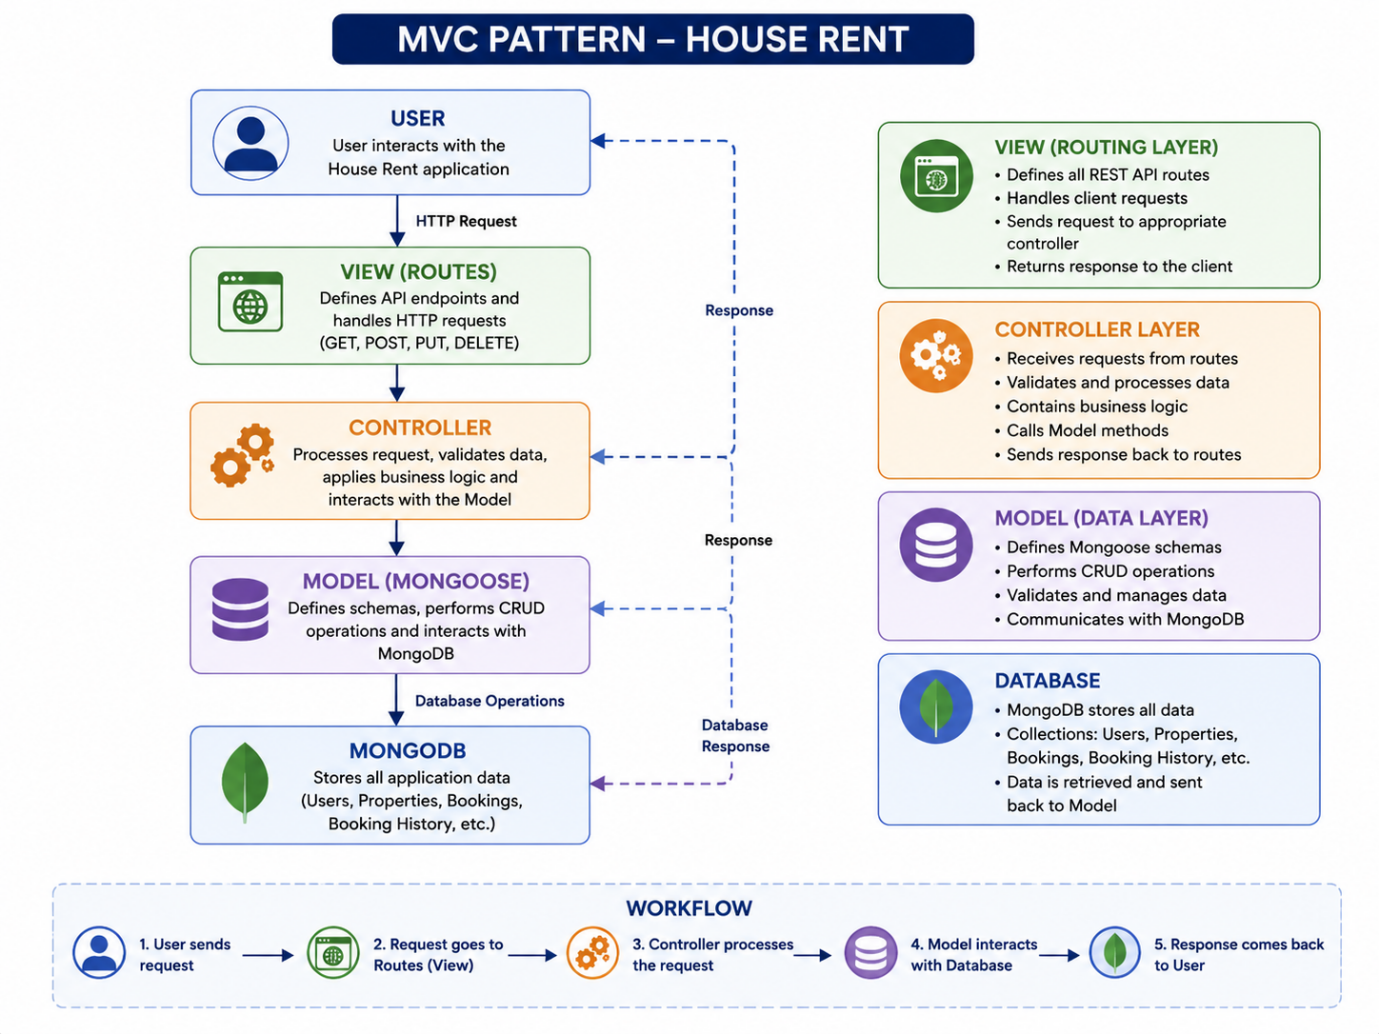 MVC PATTERN – HOUSE RENT
USER
User interacts with the
House Rent application
HTTP Request
VIEW (ROUTES)
Defines API endpoints and
handles HTTP requests
(GET, POST, PUT, DELETE)
CONTROLLER
Processes request, validates data,
applies business logic and
interacts with the Model
MODEL (MONGOOSE)
Defines schemas, performs CRUD
operations and interacts with
MongoDB
Database Operations
MONGODB
Stores all application data
(Users, Properties, Bookings,
Booking History, etc.)
Response
Response
Database
Response
VIEW (ROUTING LAYER)
• Defines all REST API routes
• Handles client requests
• Sends request to appropriate
controller
• Returns response to the client
CONTROLLER LAYER
• Receives requests from routes
• Validates and processes data
• Contains business logic
• Calls Model methods
• Sends response back to routes
MODEL (DATA LAYER)
• Defines Mongoose schemas
• Performs CRUD operations
• Validates and manages data
• Communicates with MongoDB
DATABASE
• MongoDB stores all data
• Collections: Users, Properties,
Bookings, Booking History, etc.
• Data is retrieved and sent
back to Model
WORKFLOW
1. User sends
request
2. Request goes to
Routes (View)
3. Controller processes
the request
4. Model interacts
with Database
5. Response comes back
to User